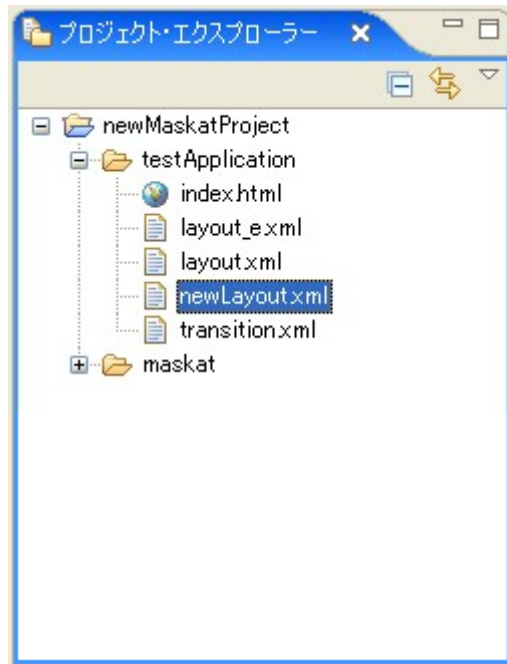 プロジェクト・エクスプローラー
newMaskatProject
testApplication
index.html
layout_e.xml
layout.xml
newLayout.xml
transition.xml
maskat